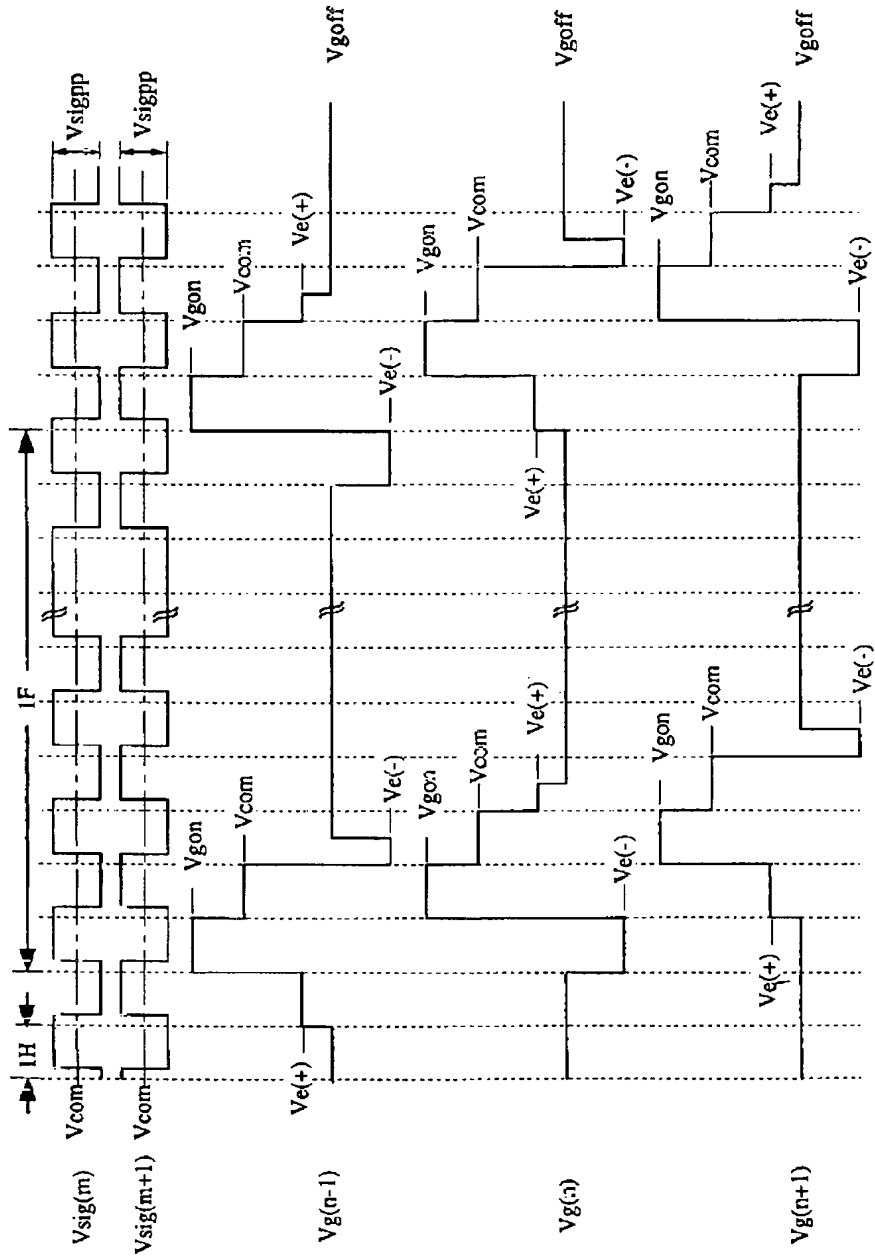 1F
1H
Vcom
Vsig(m)
Vsigpp
Vcom
Vsig(m+1)
Vsigpp
Vg(n-1)
Ve(+)
Vgon
Vcom
Ve(-)
Vgon
Ve(-)
Vcom
Ve(+)
Vgoff
Vg(n)
Ve(-)
Vgon
Vcom
Ve(+)
Ve(+)
Vgon
Vcom
Ve(-)
Vgoff
Vg(n+1)
Ve(+)
Vgon
Vcom
Ve(-)
Ve(-)
Vgon
Vcom
Ve(+)
Vgoff